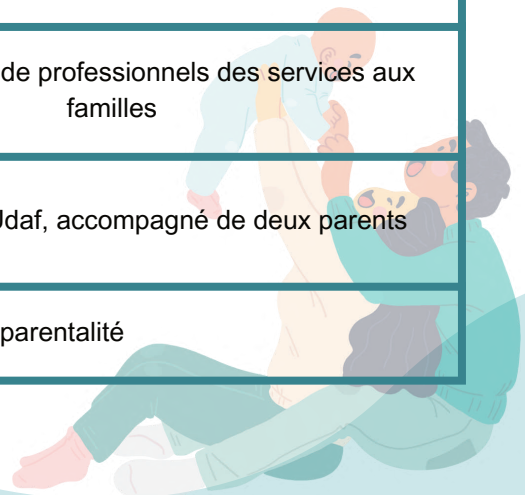 de professionnels des services aux
familles
Udaf, accompagné de deux parents
parentalité